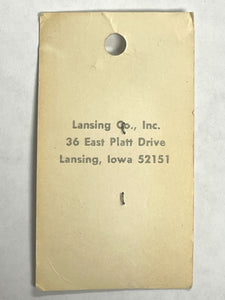 Lansing Co., Inc.
36 East Platt Drive
Lansing, Iowa 52151